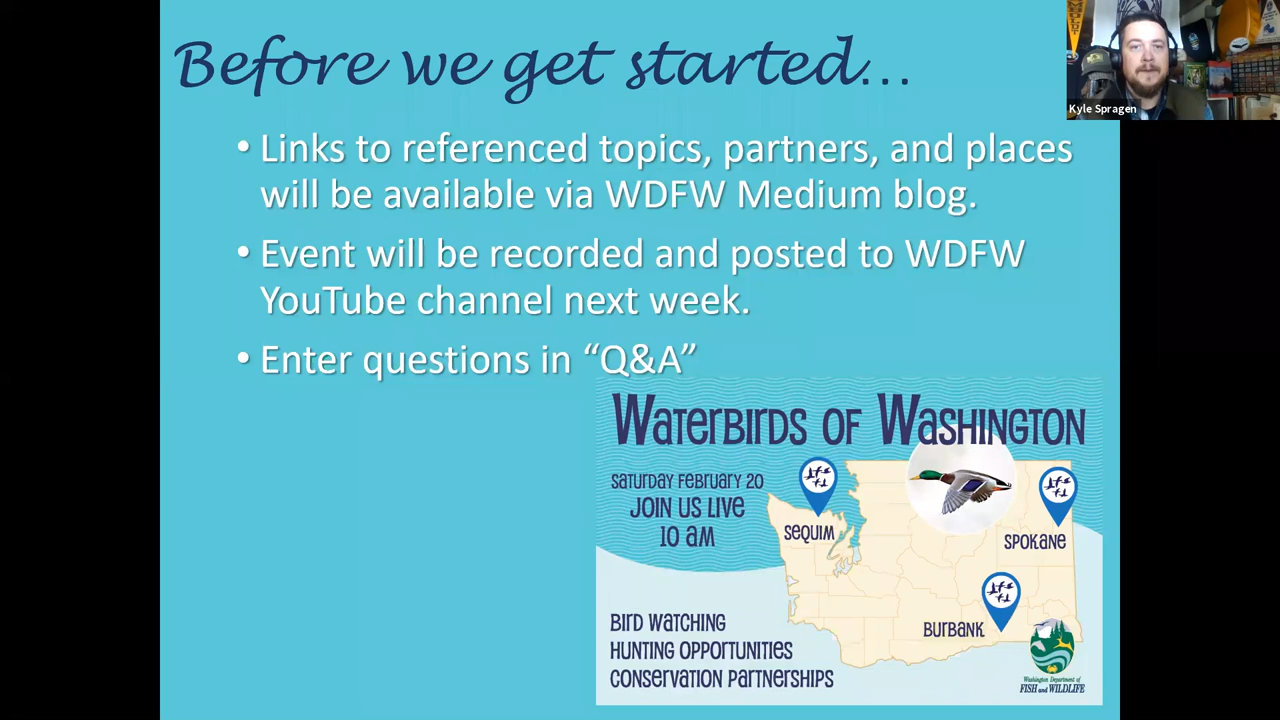 Before we get started...
• Links to referenced topics, partners, and places
will be available via WDFW Medium blog.
• Event will be recorded and posted to WDFW
YouTube channel next week.
• Enter questions in “Q&A”
Kyle Spragen
Waterbirds of Washington
Saturday February 20
Join us live
10 am
Sequim
Spokane
Burbank
Bird watching
Hunting opportunities
Conservation partnerships
Washington Department of
FISH and WILDLIFE